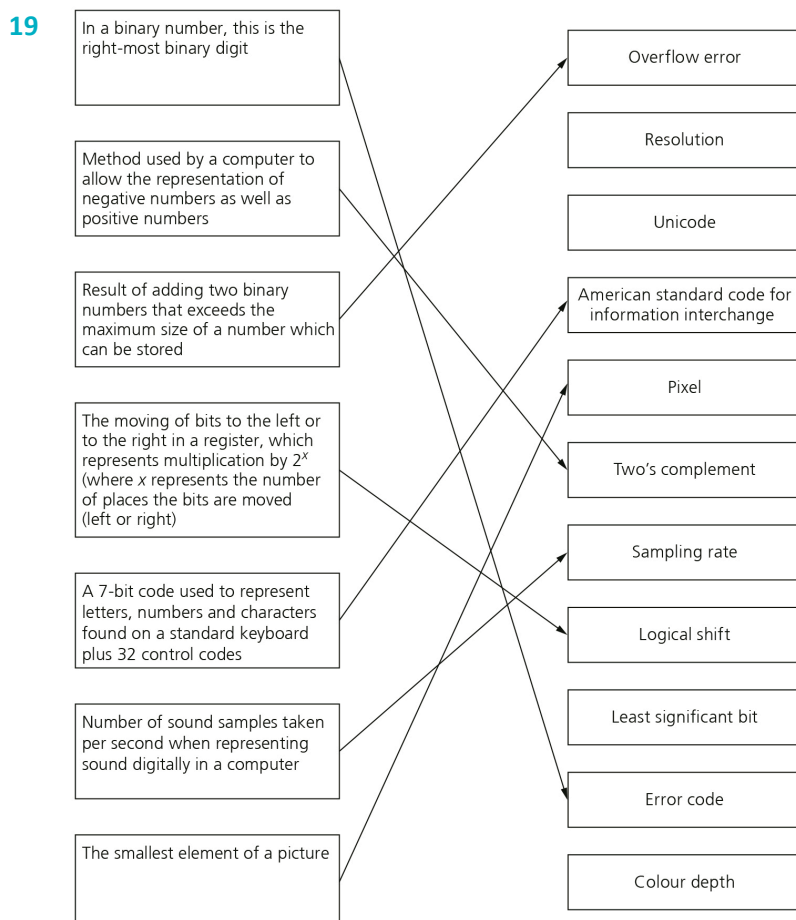 19
In a binary number, this is the
right-most binary digit
Method used by a computer to
allow the representation of
negative numbers as well as
positive numbers
Result of adding two binary
numbers that exceeds the
maximum size of a number which
can be stored
The moving of bits to the left or
to the right in a register, which
represents multiplication by 2ˣ
(where x represents the number
of places the bits are moved
(left or right)
A 7-bit code used to represent
letters, numbers and characters
found on a standard keyboard
plus 32 control codes
Number of sound samples taken
per second when representing
sound digitally in a computer
The smallest element of a picture
Overflow error
Resolution
Unicode
American standard code for
information interchange
Pixel
Two’s complement
Sampling rate
Logical shift
Least significant bit
Error code
Colour depth